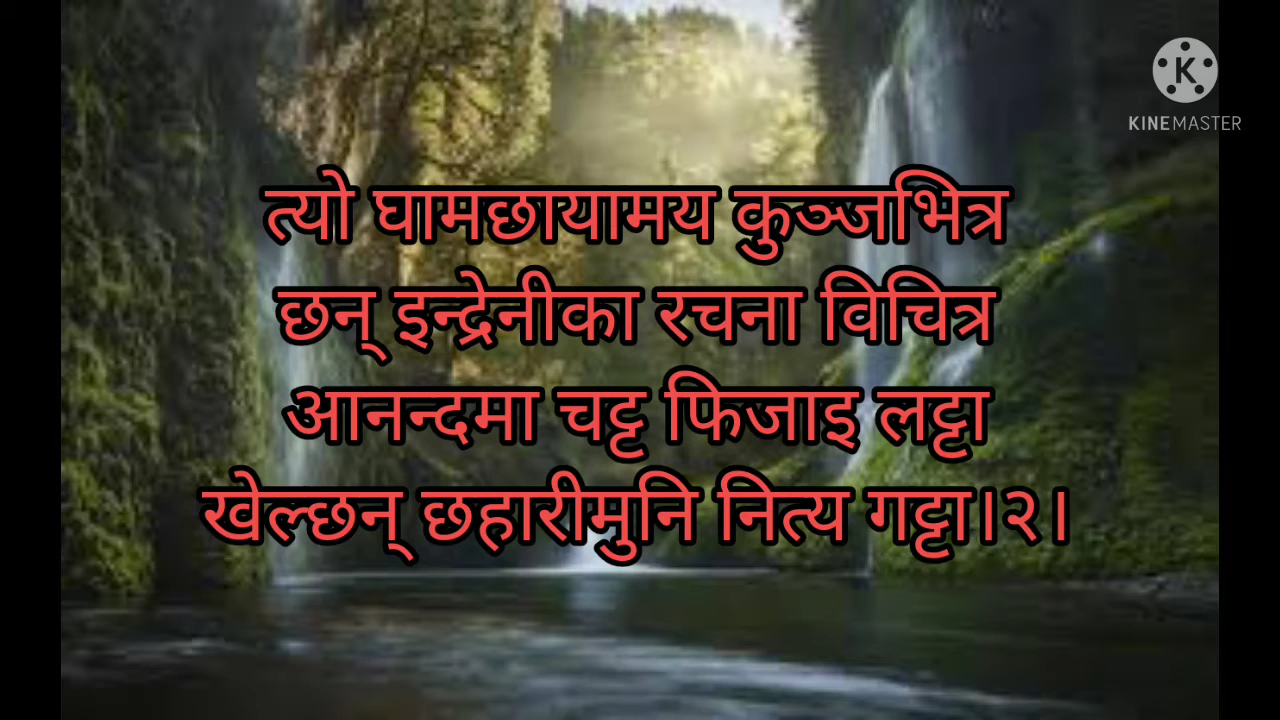 KINEMASTER
त्यो घामछायामय कुञ्जभित्र
छन् इन्द्रेनीका रचना विचित्र
आनन्दमा चट्ट फिजाइ लट्टा
खेल्छन् छहारीमुनि नित्य गट्टा।२।